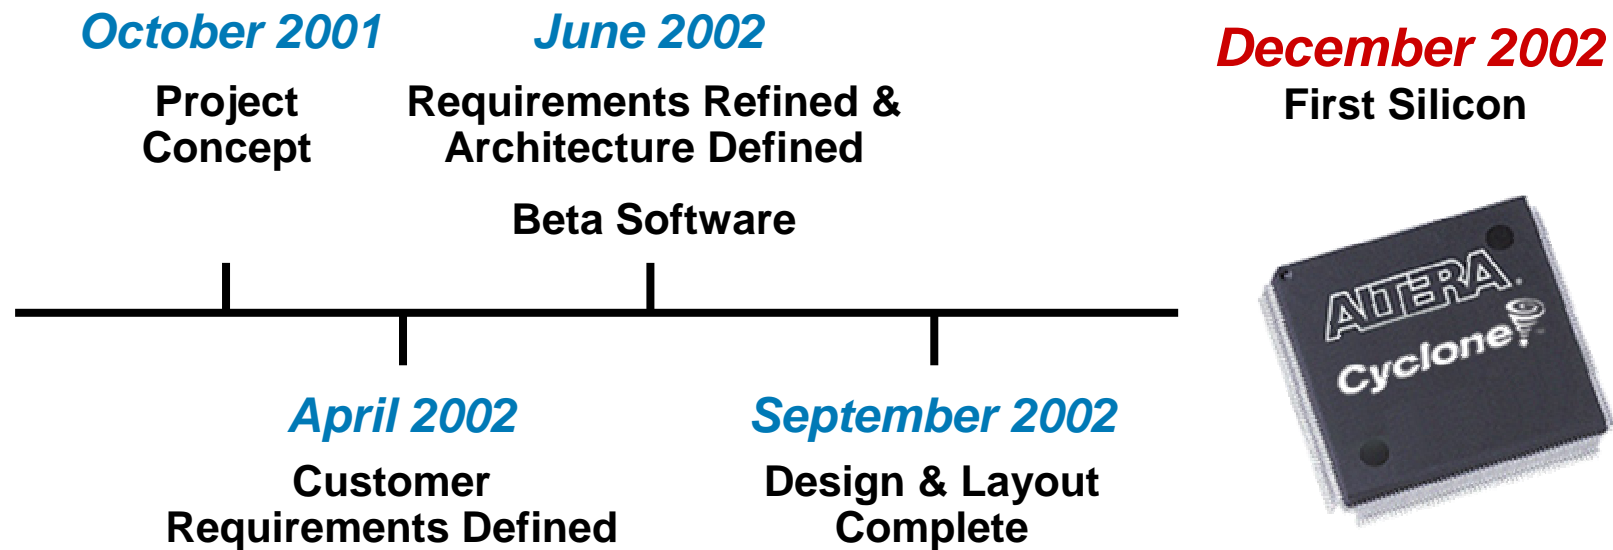 October 2001
Project
Concept
June 2002
Requirements Refined &
Architecture Defined
Beta Software
December 2002
First Silicon
April 2002
Customer
Requirements Defined
September 2002
Design & Layout
Complete
ALTERA®
Cyclone™